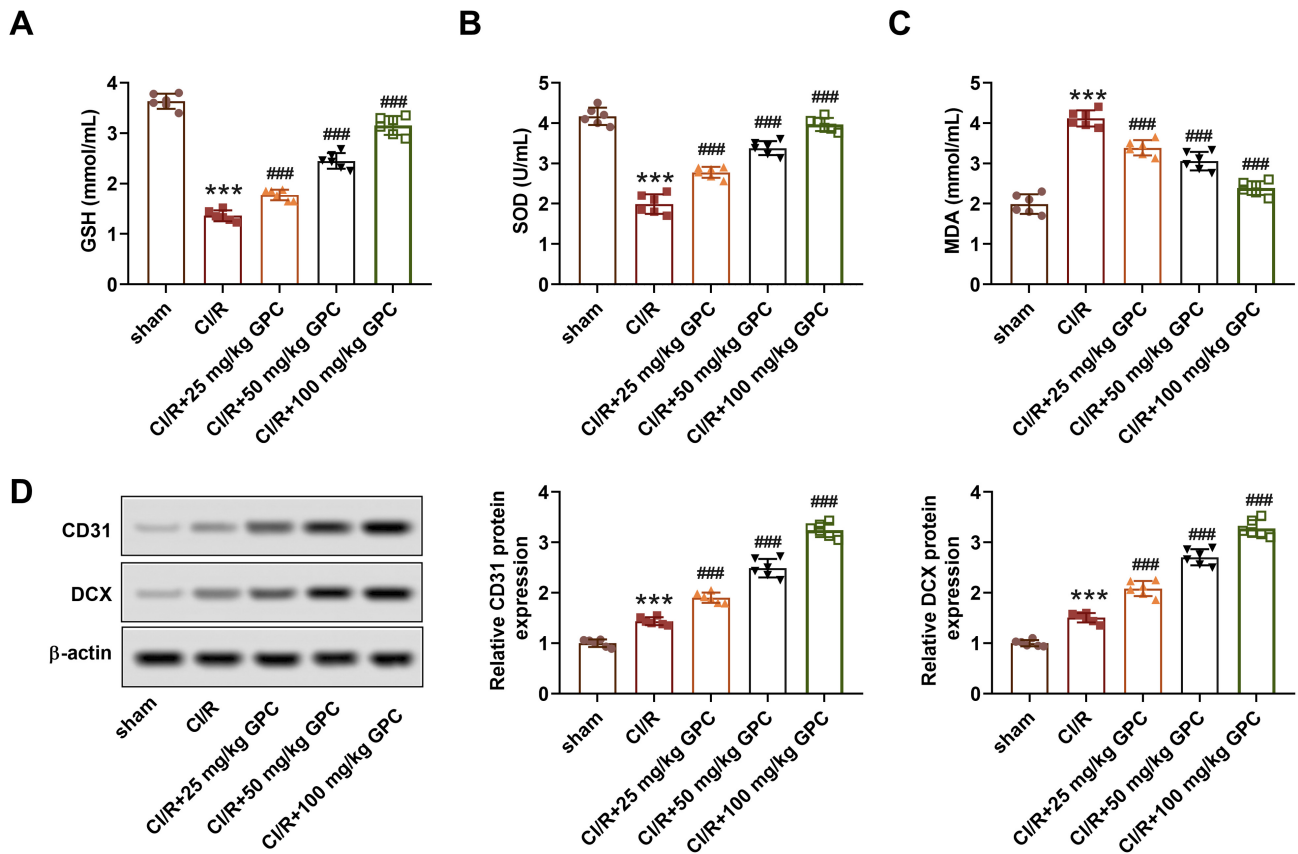 A
GSH (mmol/mL)
4
3
2
1
0
***
###
###
###
sham
CI/R
CI/R+25 mg/kg GPC
CI/R+50 mg/kg GPC
CI/R+100 mg/kg GPC
B
SOD (U/mL)
5
4
3
2
1
0
***
###
###
###
sham
CI/R
CI/R+25 mg/kg GPC
CI/R+50 mg/kg GPC
CI/R+100 mg/kg GPC
C
MDA (mmol/mL)
5
4
3
2
1
0
***
###
###
###
sham
CI/R
CI/R+25 mg/kg GPC
CI/R+50 mg/kg GPC
CI/R+100 mg/kg GPC
D
CD31
DCX
β-actin
sham
CI/R
CI/R+25 mg/kg GPC
CI/R+50 mg/kg GPC
CI/R+100 mg/kg GPC
Relative CD31 protein
expression
4
3
2
1
0
***
###
###
###
sham
CI/R
CI/R+25 mg/kg GPC
CI/R+50 mg/kg GPC
CI/R+100 mg/kg GPC
Relative DCX protein
expression
4
3
2
1
0
***
###
###
###
sham
CI/R
CI/R+25 mg/kg GPC
CI/R+50 mg/kg GPC
CI/R+100 mg/kg GPC